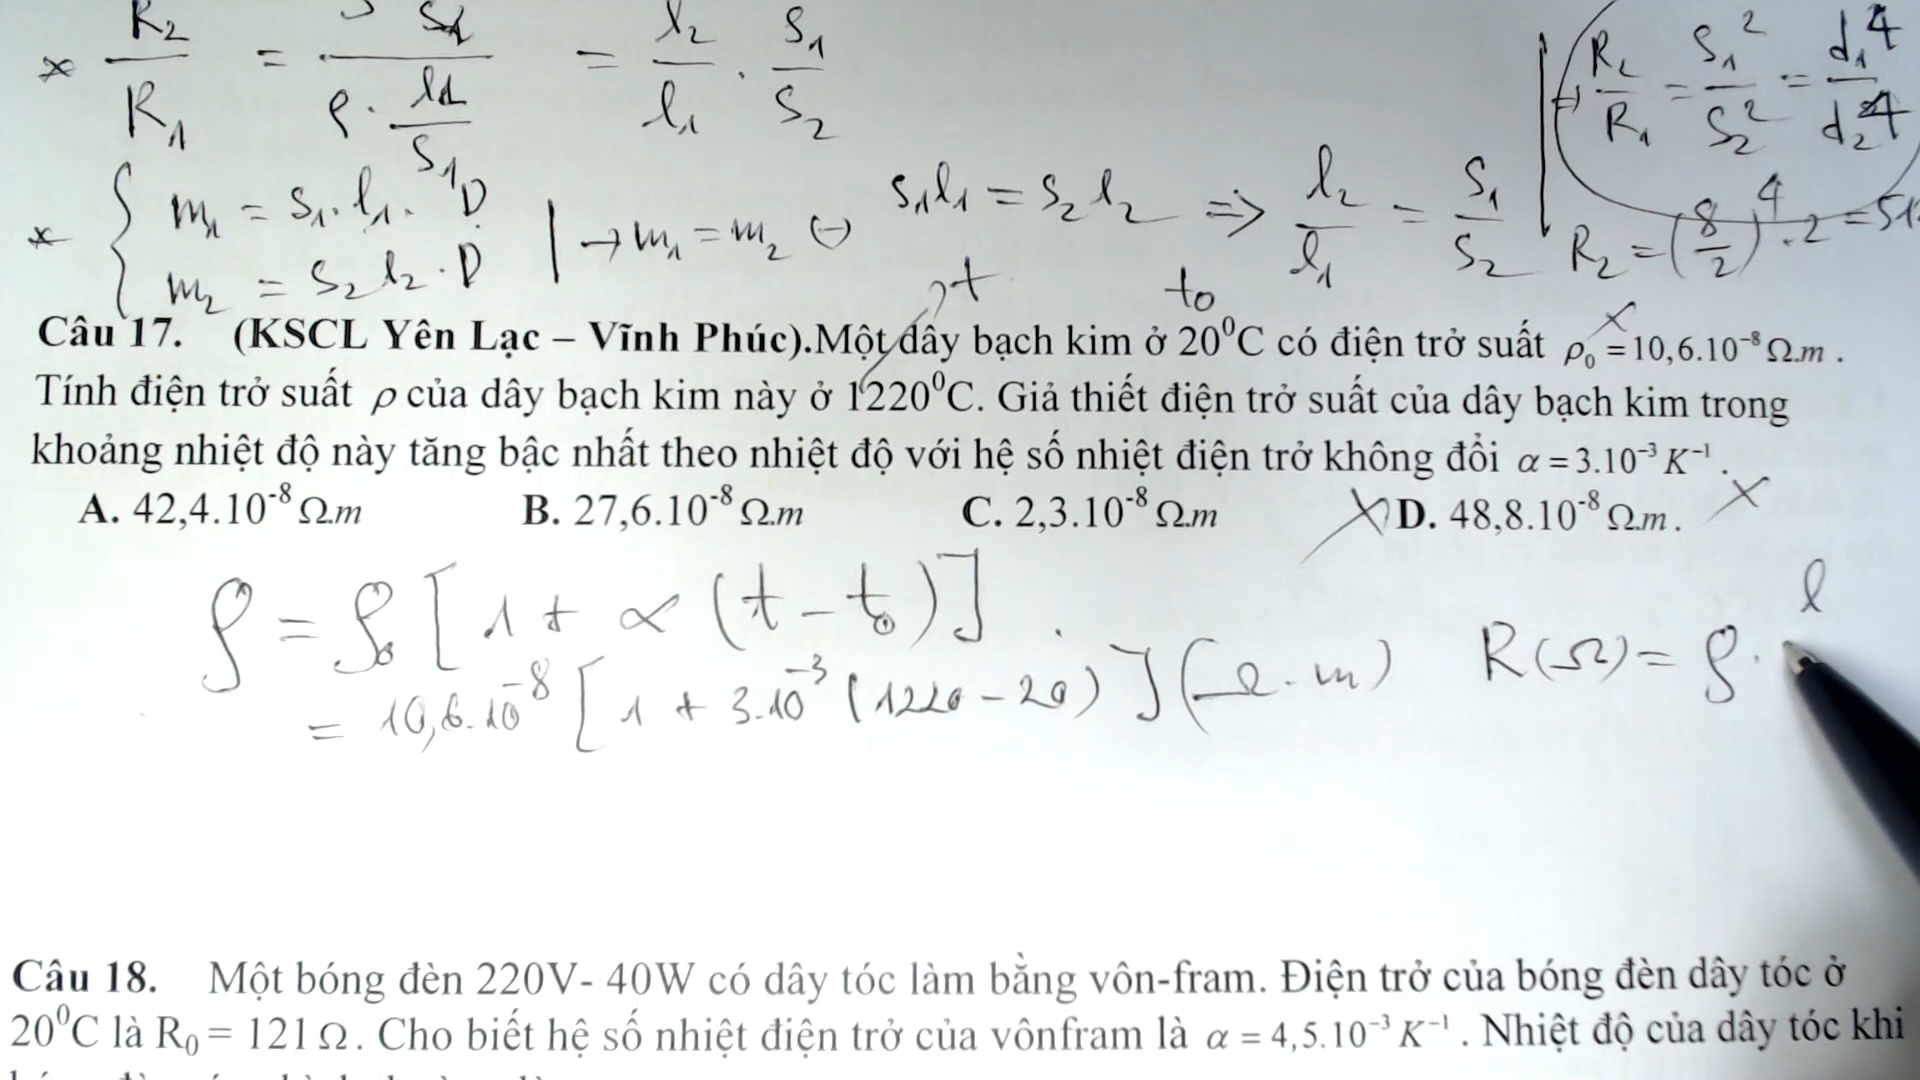 * R₂/R₁ = / ρ · l₁/S₁ = l₂/l₁ · S₁/S₂
=> R₂/R₁ = S₁²/S₂² = d₁⁴/d₂⁴
* { m₁ = S₁.l₁. D
m₂ = S₂ l₂ . D | → m₁ = m₂ (-) S₁l₁ = S₂l₂ => l₂/l₁ = S₁/S₂
R₂ = (8/2)⁴ . 2 = 51
t t₀
Câu 17. (KSCL Yên Lạc – Vĩnh Phúc).Một dây bạch kim ở 20⁰C có điện trở suất ρ₀ = 10,6.10⁻⁸ Ω.m .
Tính điện trở suất ρ của dây bạch kim này ở 1220⁰C. Giả thiết điện trở suất của dây bạch kim trong
khoảng nhiệt độ này tăng bậc nhất theo nhiệt độ với hệ số nhiệt điện trở không đổi α = 3.10⁻³ K⁻¹ .
A. 42,4.10⁻⁸ Ω.m B. 27,6.10⁻⁸ Ω.m C. 2,3.10⁻⁸ Ω.m D. 48,8.10⁻⁸ Ω.m .
ρ = ρ₀ [ 1 + α (t – t₀)]
= 10,6.10⁻⁸ [ 1 + 3.10⁻³ (1220 – 20) ] (Ω.m) R(Ω) = ρ. l
Câu 18. Một bóng đèn 220V- 40W có dây tóc làm bằng vôn-fram. Điện trở của bóng đèn dây tóc ở
20⁰C là R₀ = 121 Ω . Cho biết hệ số nhiệt điện trở của vônfram là α = 4,5.10⁻³ K⁻¹ . Nhiệt độ của dây tóc khi